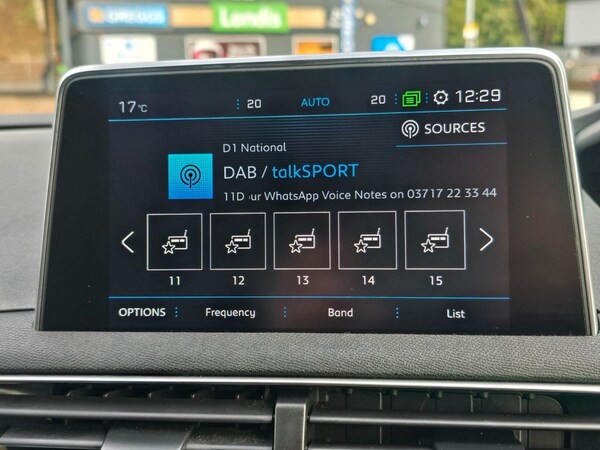 Londis
17°C 20 AUTO 20 12:29
SOURCES
D1 National
DAB / talkSPORT
11D ur WhatsApp Voice Notes on 03717 22 33 44
11 12 13 14 15
OPTIONS Frequency Band List